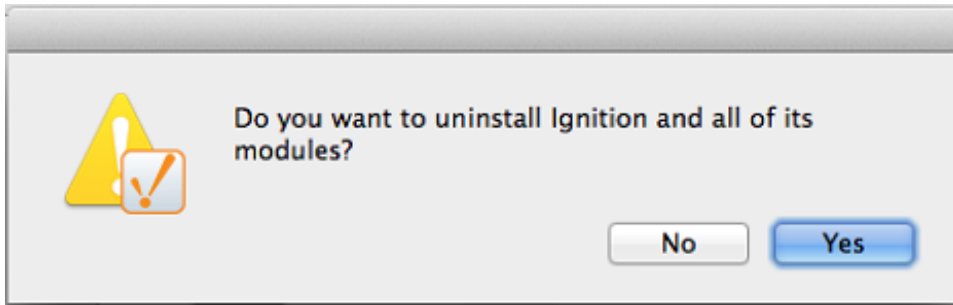 Do you want to uninstall Ignition and all of its
modules?
No
Yes